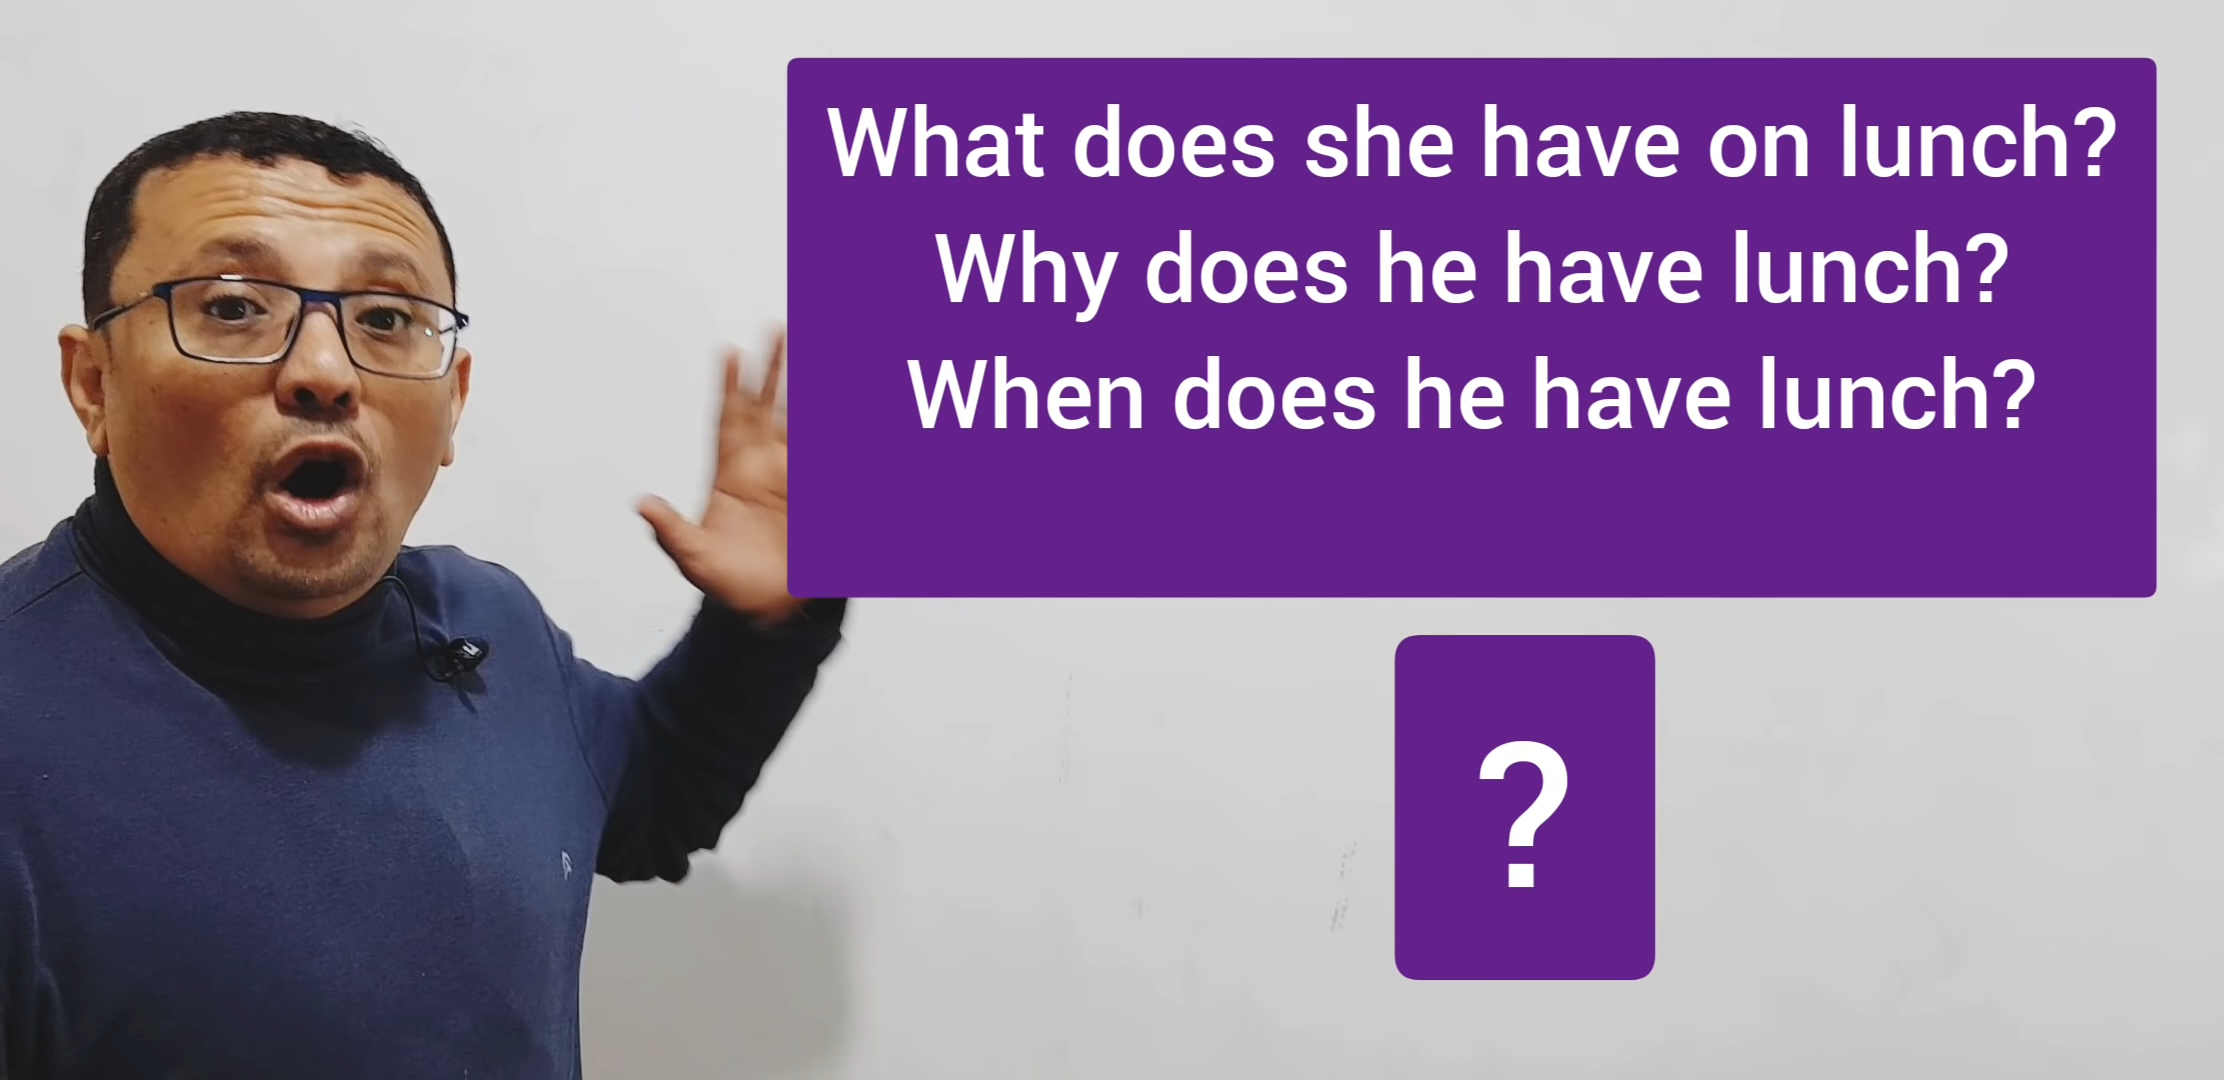 What does she have on lunch?
Why does he have lunch?
When does he have lunch?
?